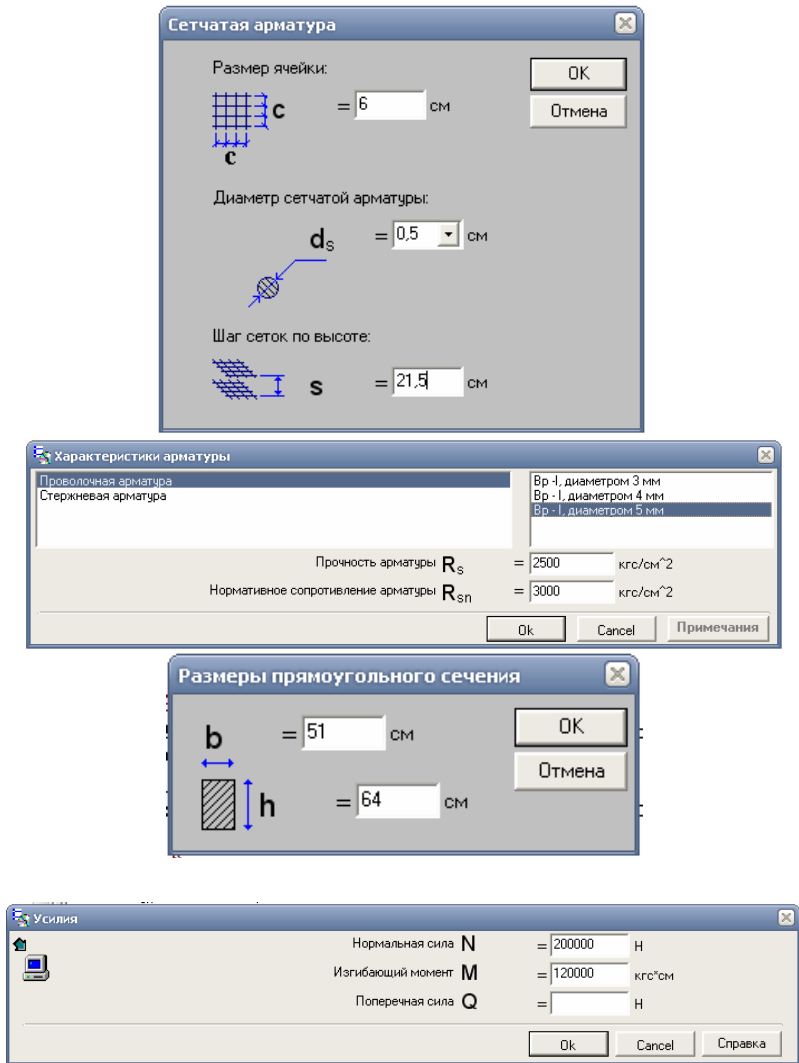 Сетчатая арматура
Размер ячейки:
OK
c = 6 см
Отмена
c
Диаметр сетчатой арматуры:
ds = 0,5 см
Шаг сеток по высоте:
s = 21,5 см
Характеристики арматуры
Проволочная арматура
Стержневая арматура
Вр -I, диаметром 3 мм
Вр - I, диаметром 4 мм
Вр - I, диаметром 5 мм
Прочность арматуры Rs = 2500 кгс/см^2
Нормативное сопротивление арматуры Rsn = 3000 кгс/см^2
Ok Cancel Примечания
Размеры прямоугольного сечения
b = 51 см OK
Отмена
h = 64 см
Усилия
Нормальная сила N = 200000 Н
Изгибающий момент M = 120000 кгс*см
Поперечная сила Q = Н
Ok Cancel Справка